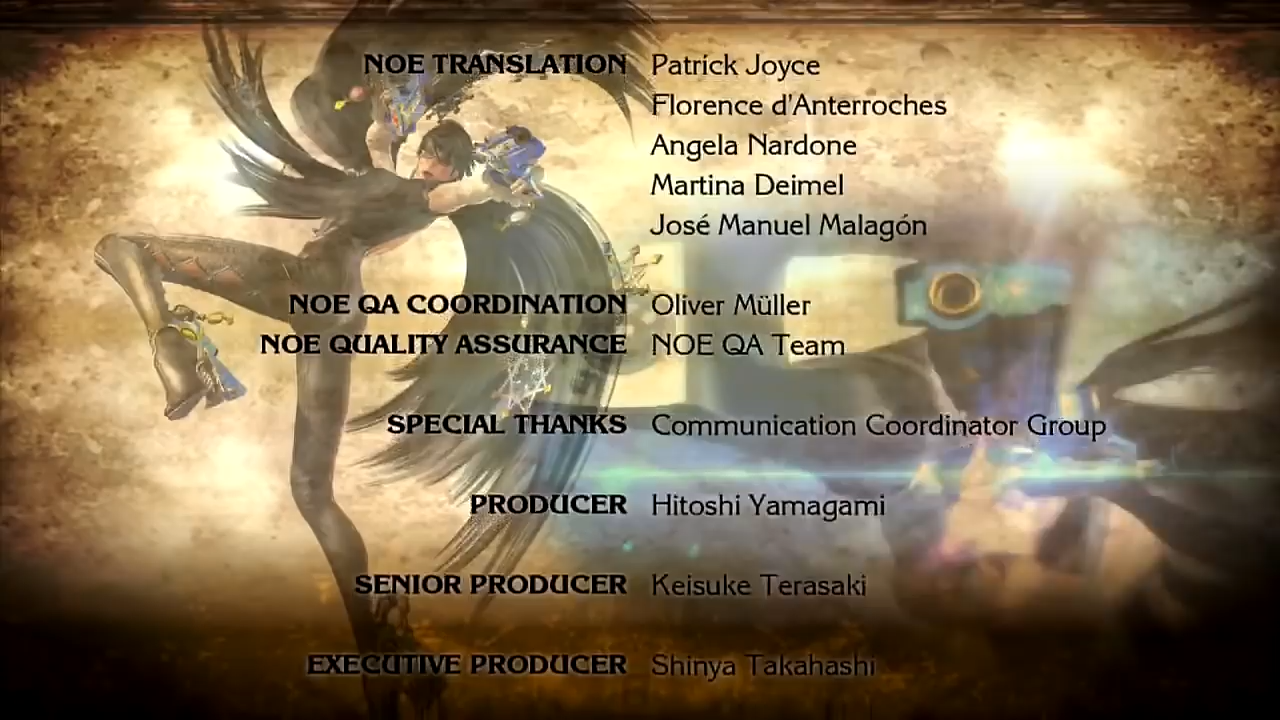 NOE TRANSLATION Patrick Joyce
Florence d'Anterroches
Angela Nardone
Martina Deimel
José Manuel Malagón
NOE QA COORDINATION Oliver Müller
NOE QUALITY ASSURANCE NOE QA Team
SPECIAL THANKS Communication Coordinator Group
PRODUCER Hitoshi Yamagami
SENIOR PRODUCER Keisuke Terasaki
EXECUTIVE PRODUCER Shinya Takahashi